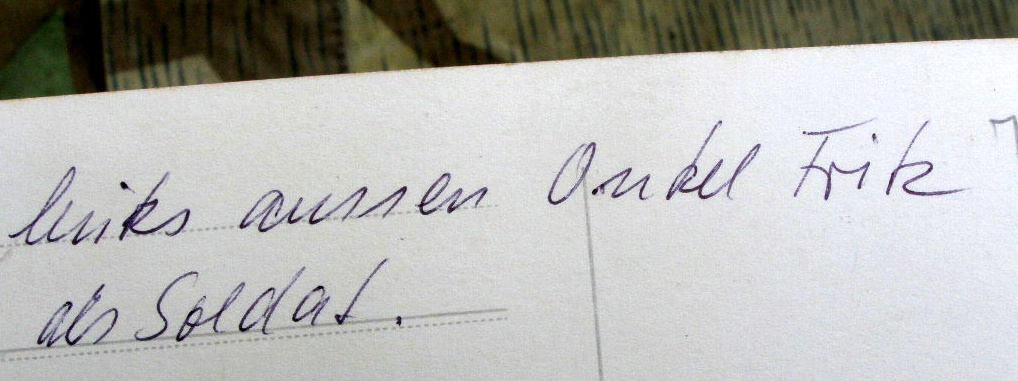 links aussen Onkel Fritz
als Soldat.